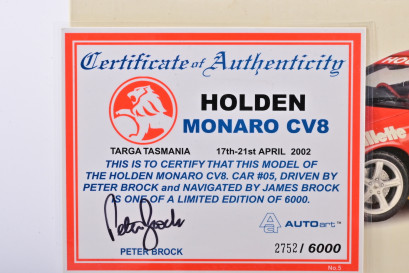 Certificate of Authenticity
HOLDEN
MONARO CV8
TARGA TASMANIA 17th-21st APRIL 2002
THIS IS TO CERTIFY THAT THIS MODEL OF
THE HOLDEN MONARO CV8. CAR #05, DRIVEN BY
PETER BROCK and NAVIGATED BY JAMES BROCK
IS ONE OF A LIMITED EDITION OF 6000.
Peter Brock
AUTOart™
PETER BROCK
2752 / 6000
No.5
HOLDEN